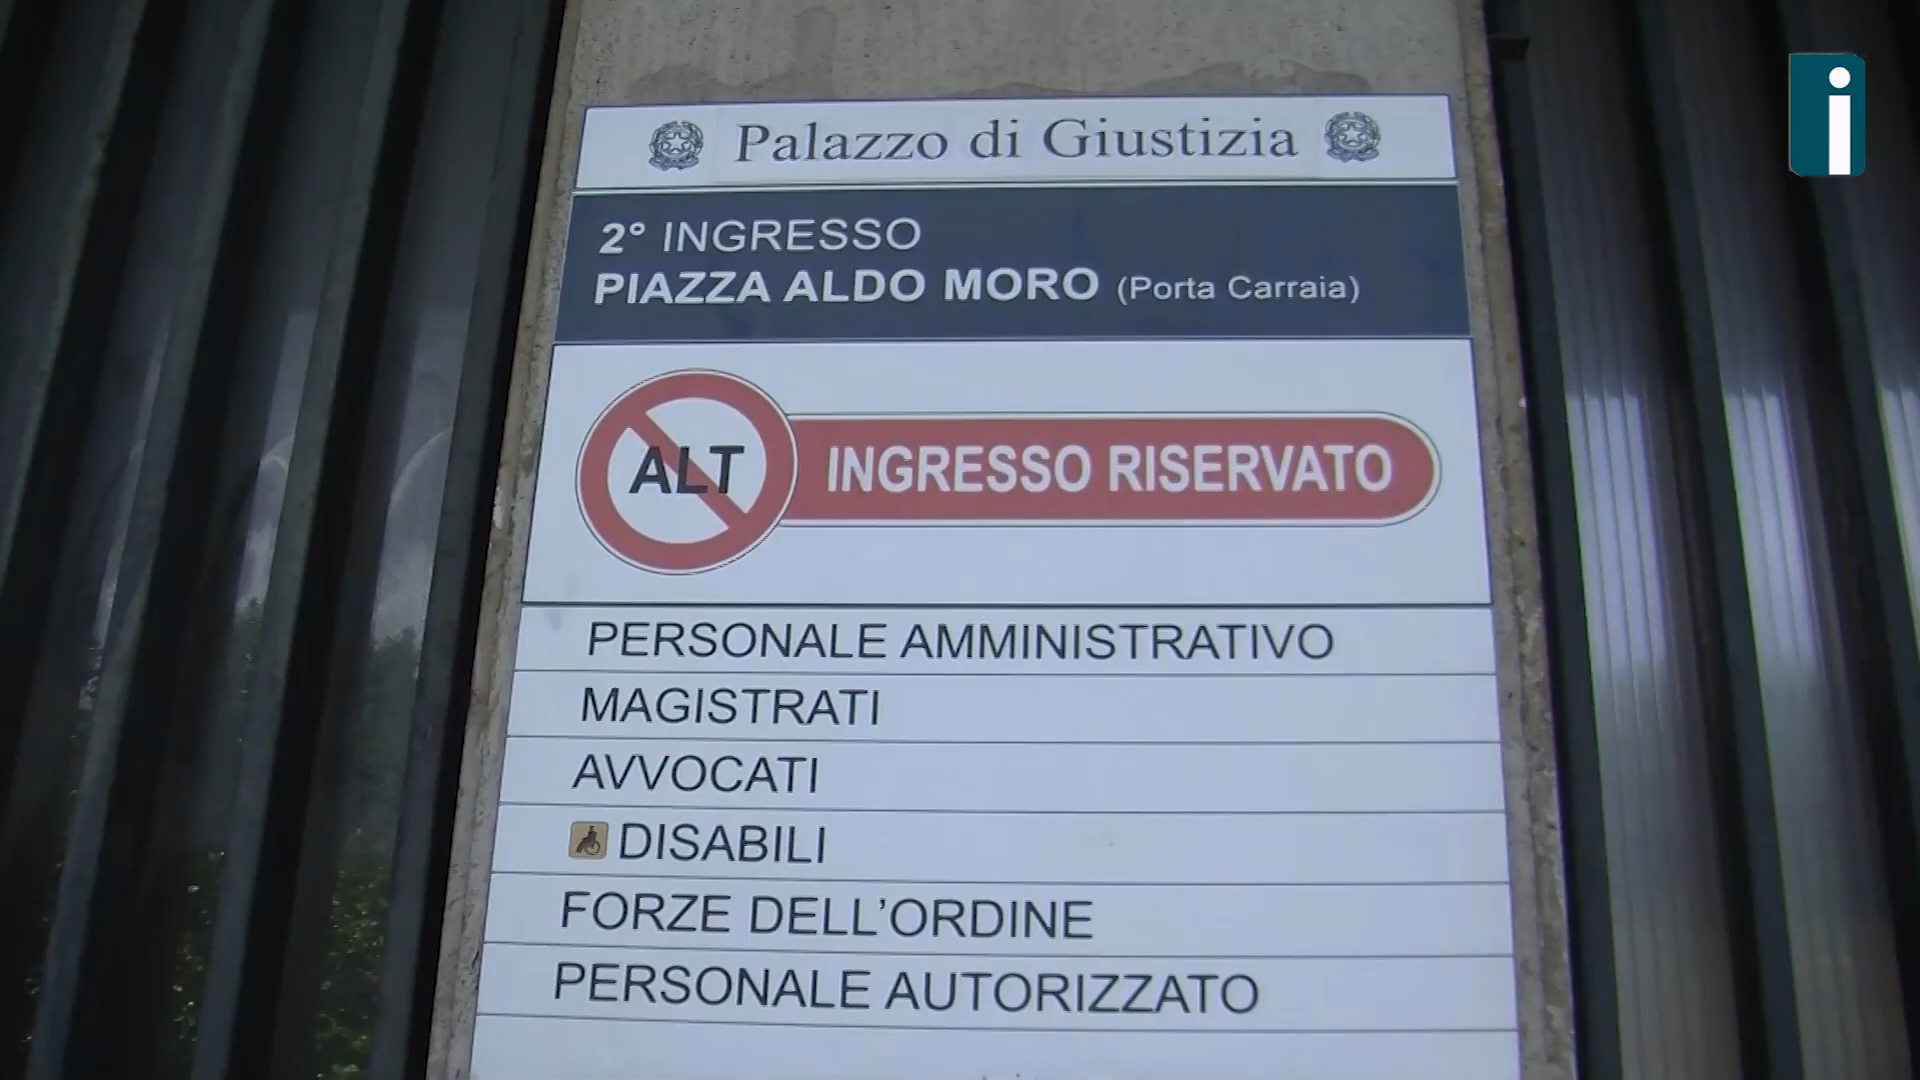 Palazzo di Giustizia
2° INGRESSO
PIAZZA ALDO MORO (Porta Carraia)
ALT INGRESSO RISERVATO
PERSONALE AMMINISTRATIVO
MAGISTRATI
AVVOCATI
DISABILI
FORZE DELL'ORDINE
PERSONALE AUTORIZZATO
i